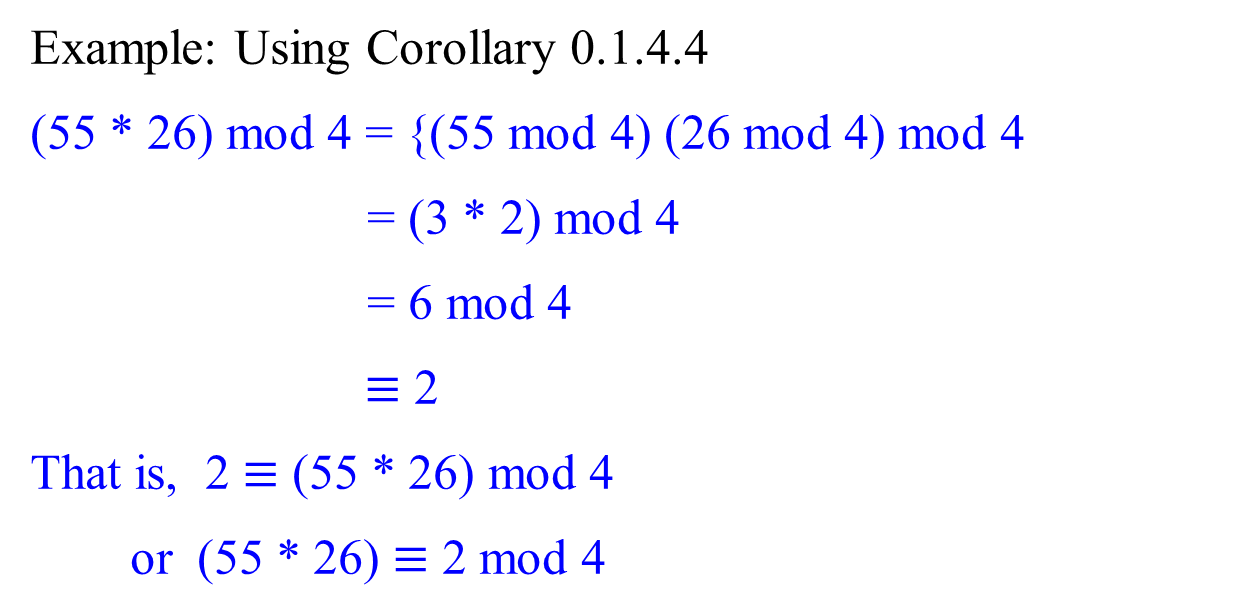 Example: Using Corollary 0.1.4.4
(55 * 26) mod 4 = {(55 mod 4) (26 mod 4) mod 4
= (3 * 2) mod 4
= 6 mod 4
≡ 2
That is, 2 ≡ (55 * 26) mod 4
or (55 * 26) ≡ 2 mod 4